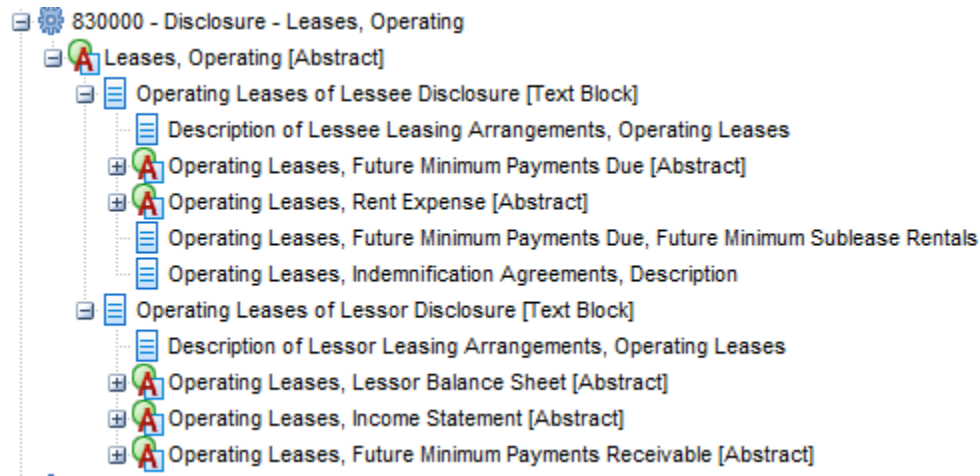 830000 - Disclosure - Leases, Operating
Leases, Operating [Abstract]
Operating Leases of Lessee Disclosure [Text Block]
Description of Lessee Leasing Arrangements, Operating Leases
Operating Leases, Future Minimum Payments Due [Abstract]
Operating Leases, Rent Expense [Abstract]
Operating Leases, Future Minimum Payments Due, Future Minimum Sublease Rentals
Operating Leases, Indemnification Agreements, Description
Operating Leases of Lessor Disclosure [Text Block]
Description of Lessor Leasing Arrangements, Operating Leases
Operating Leases, Lessor Balance Sheet [Abstract]
Operating Leases, Income Statement [Abstract]
Operating Leases, Future Minimum Payments Receivable [Abstract]